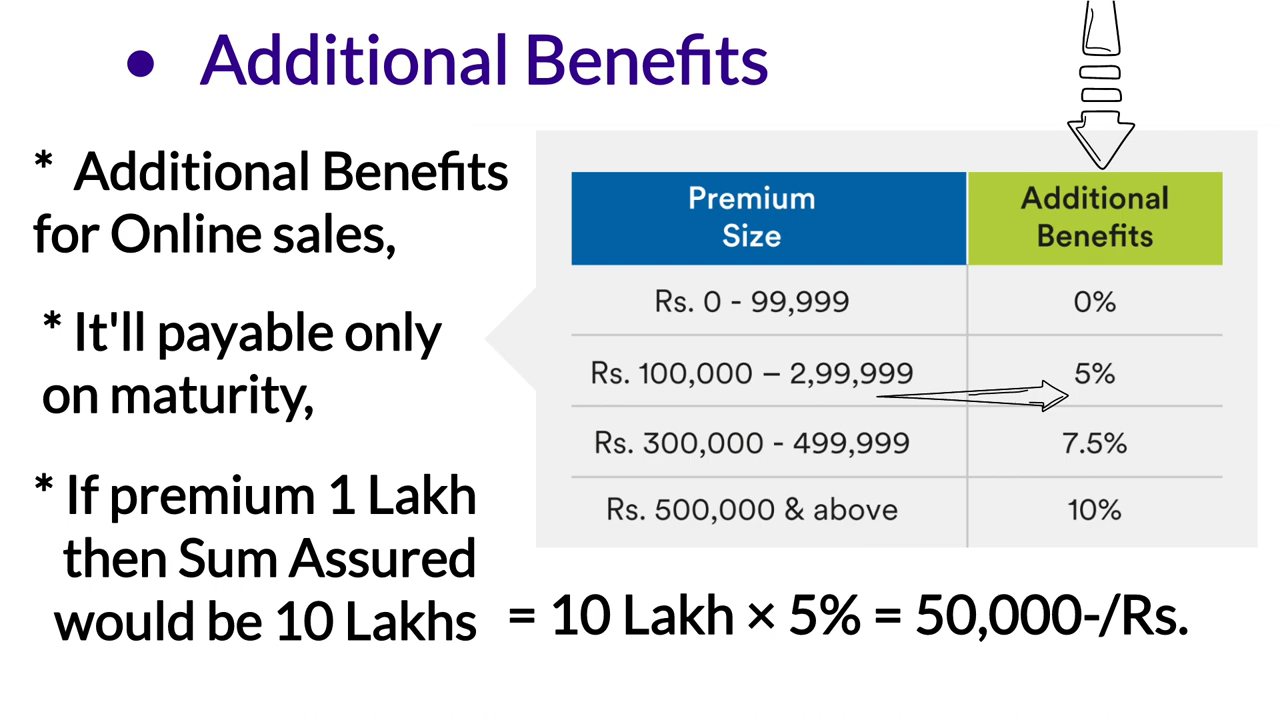 • Additional Benefits
* Additional Benefits
for Online sales,
* It'll payable only
on maturity,
* If premium 1 Lakh
then Sum Assured
would be 10 Lakhs
= 10 Lakh × 5% = 50,000-/Rs.
Premium
Size
Additional
Benefits
Rs. 0 - 99,999
0%
Rs. 100,000 – 2,99,999
5%
Rs. 300,000 - 499,999
7.5%
Rs. 500,000 & above
10%